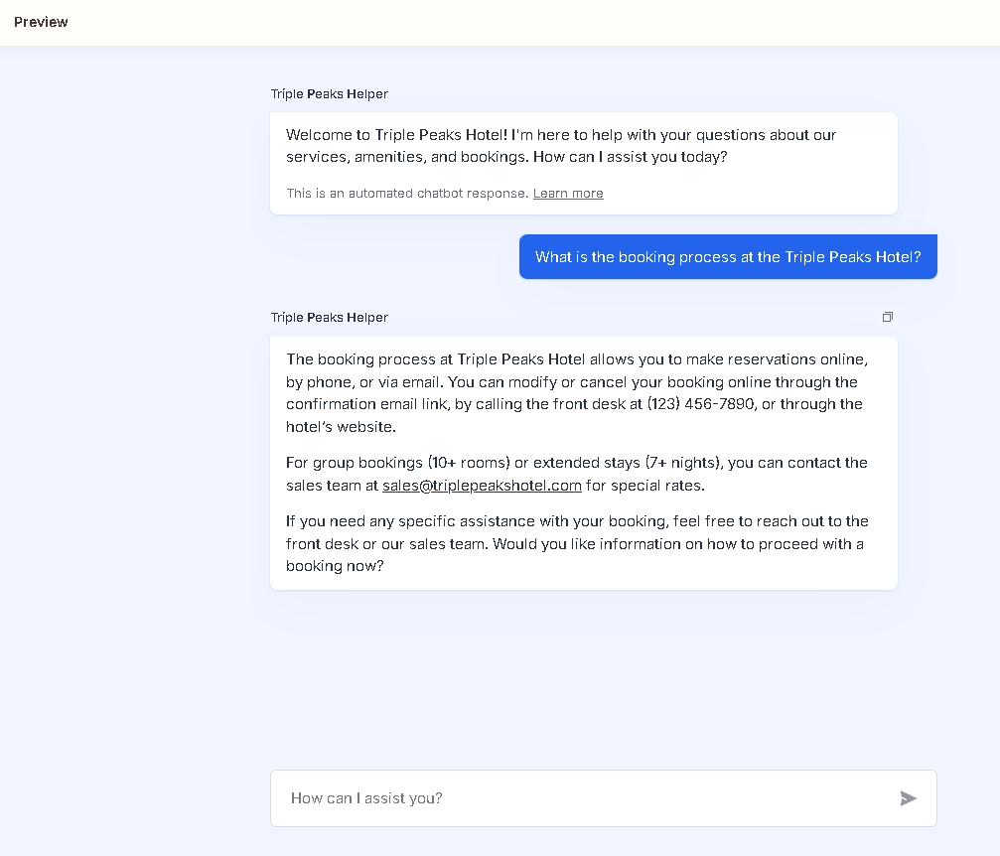 Preview
Triple Peaks Helper
Welcome to Triple Peaks Hotel! I'm here to help with your questions about our
services, amenities, and bookings. How can I assist you today?
This is an automated chatbot response. Learn more
What is the booking process at the Triple Peaks Hotel?
Triple Peaks Helper
The booking process at Triple Peaks Hotel allows you to make reservations online,
by phone, or via email. You can modify or cancel your booking online through the
confirmation email link, by calling the front desk at (123) 456-7890, or through the
hotel’s website.
For group bookings (10+ rooms) or extended stays (7+ nights), you can contact the
sales team at sales@triplepeakshotel.com for special rates.
If you need any specific assistance with your booking, feel free to reach out to the
front desk or our sales team. Would you like information on how to proceed with a
booking now?
How can I assist you?